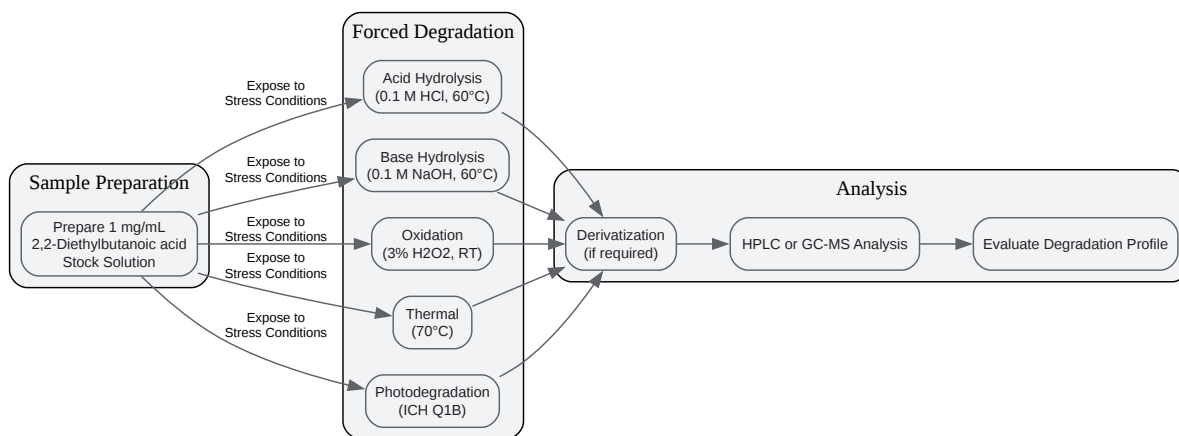 Sample Preparation
Prepare 1 mg/mL
2,2-Diethylbutanoic acid
Stock Solution
Expose to
Stress Conditions
Expose to
Stress Conditions
Expose to
Stress Conditions
Expose to
Stress Conditions
Expose to
Stress Conditions
Forced Degradation
Acid Hydrolysis
(0.1 M HCl, 60°C)
Base Hydrolysis
(0.1 M NaOH, 60°C)
Oxidation
(3% H2O2, RT)
Thermal
(70°C)
Photodegradation
(ICH Q1B)
Analysis
Derivatization
(if required)
HPLC or GC-MS Analysis
Evaluate Degradation Profile